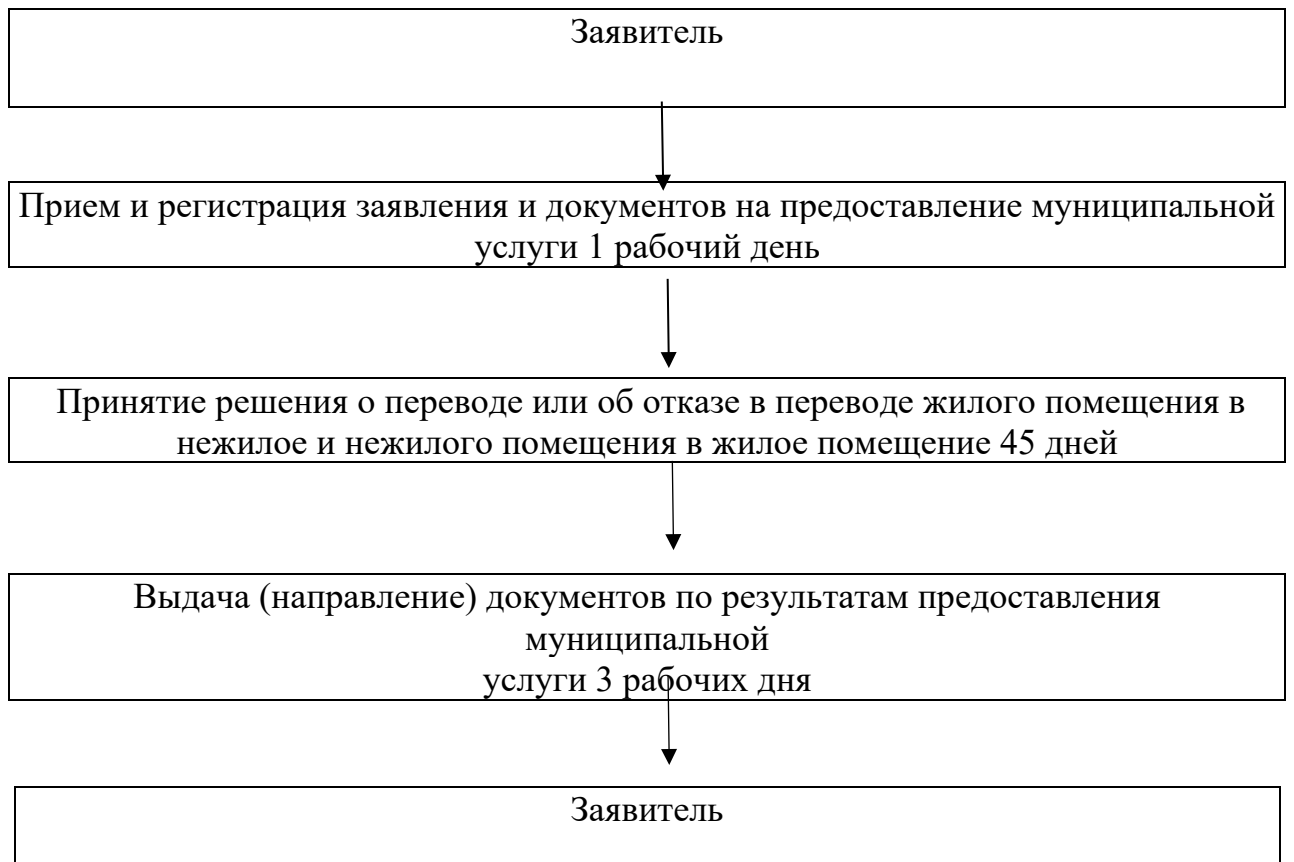 Заявитель
Прием и регистрация заявления и документов на предоставление муниципальной
услуги 1 рабочий день
Принятие решения о переводе или об отказе в переводе жилого помещения в
нежилое и нежилого помещения в жилое помещение 45 дней
Выдача (направление) документов по результатам предоставления
муниципальной
услуги 3 рабочих дня
Заявитель